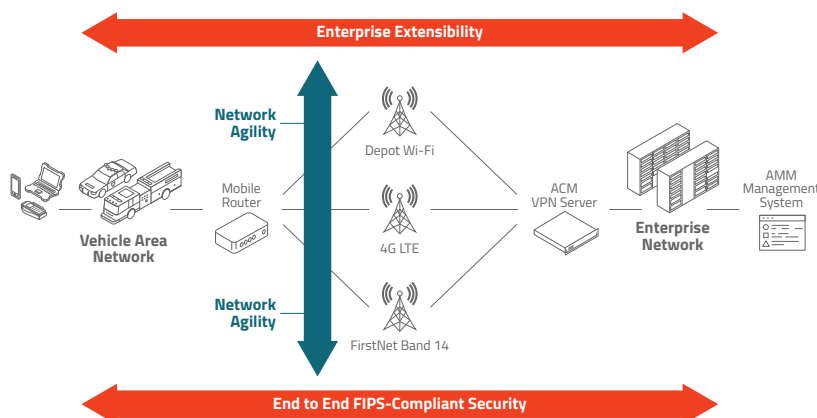 Enterprise Extensibility
Network
Agility
Depot Wi-Fi
Mobile
Router
ACM
VPN Server
AMM
Management
System
Vehicle Area
Network
4G LTE
Enterprise
Network
Network
Agility
FirstNet Band 14
End to End FIPS-Compliant Security